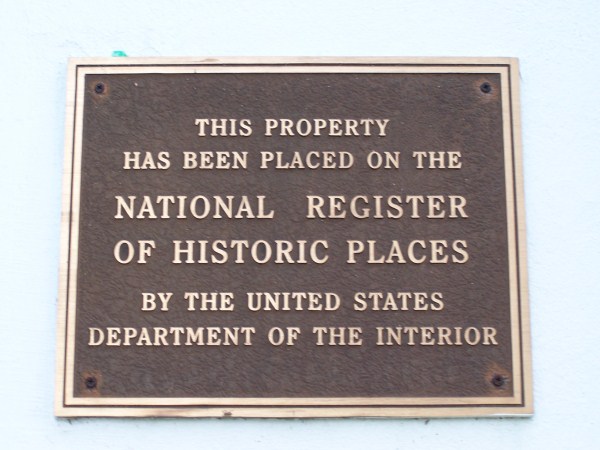 THIS PROPERTY
HAS BEEN PLACED ON THE
NATIONAL REGISTER
OF HISTORIC PLACES
BY THE UNITED STATES
DEPARTMENT OF THE INTERIOR